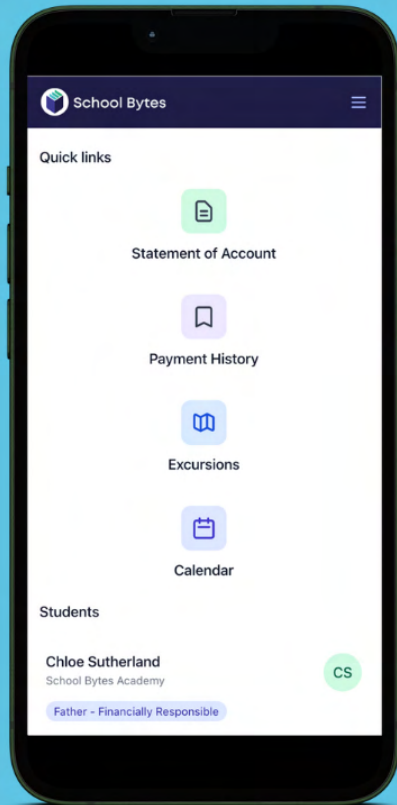 School Bytes
Quick links
Statement of Account
Payment History
Excursions
Calendar
Students
Chloe Sutherland
School Bytes Academy
CS
Father - Financially Responsible